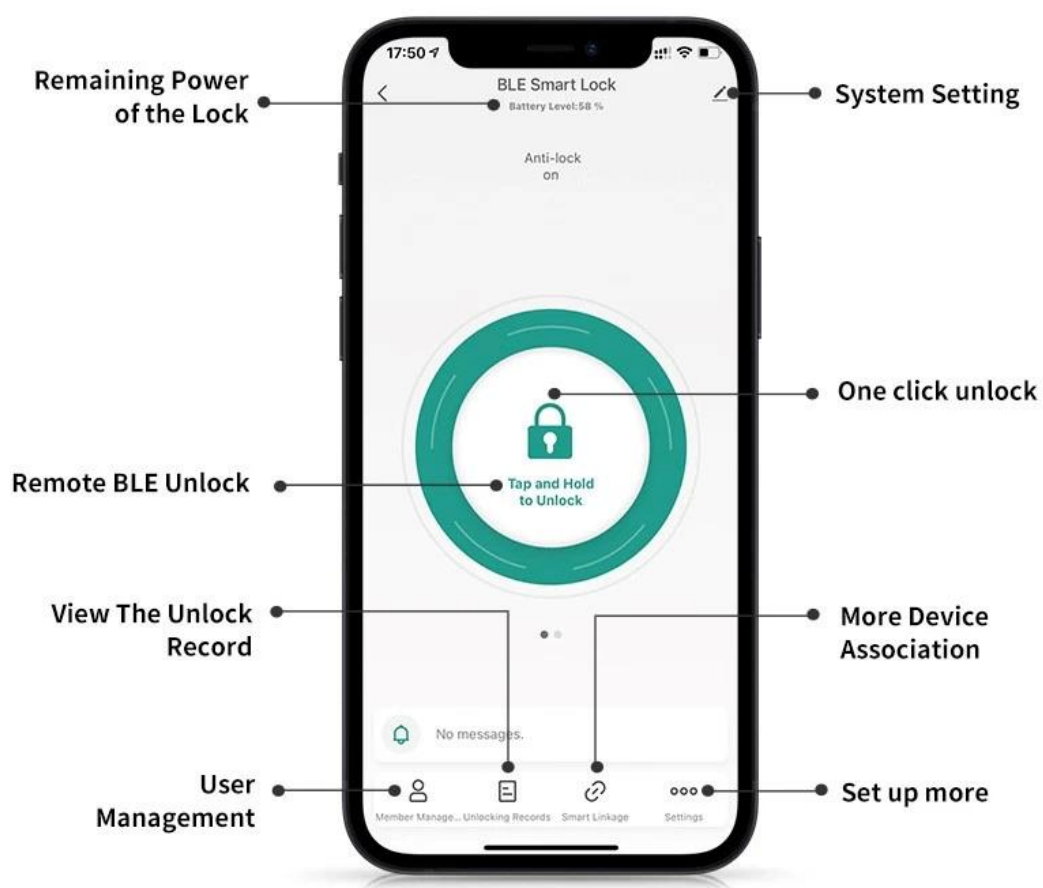 17:50
BLE Smart Lock
Battery Level:58 %
Remaining Power
of the Lock
System Setting
Anti-lock
on
One click unlock
Tap and Hold
to Unlock
Remote BLE Unlock
View The Unlock
Record
More Device
Association
No messages.
User
Management
Set up more
Member Manage... Unlocking Records Smart Linkage Settings